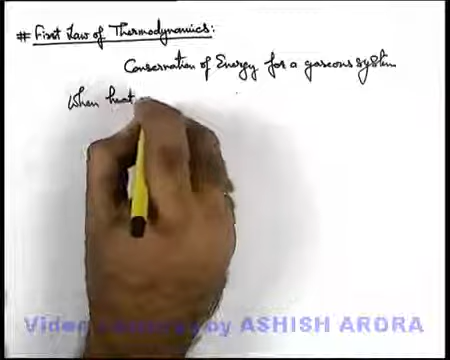 # First Law of Thermodynamics:
Conservation of Energy for a gaseous system
When heat
Video Lectures by ASHISH ARORA